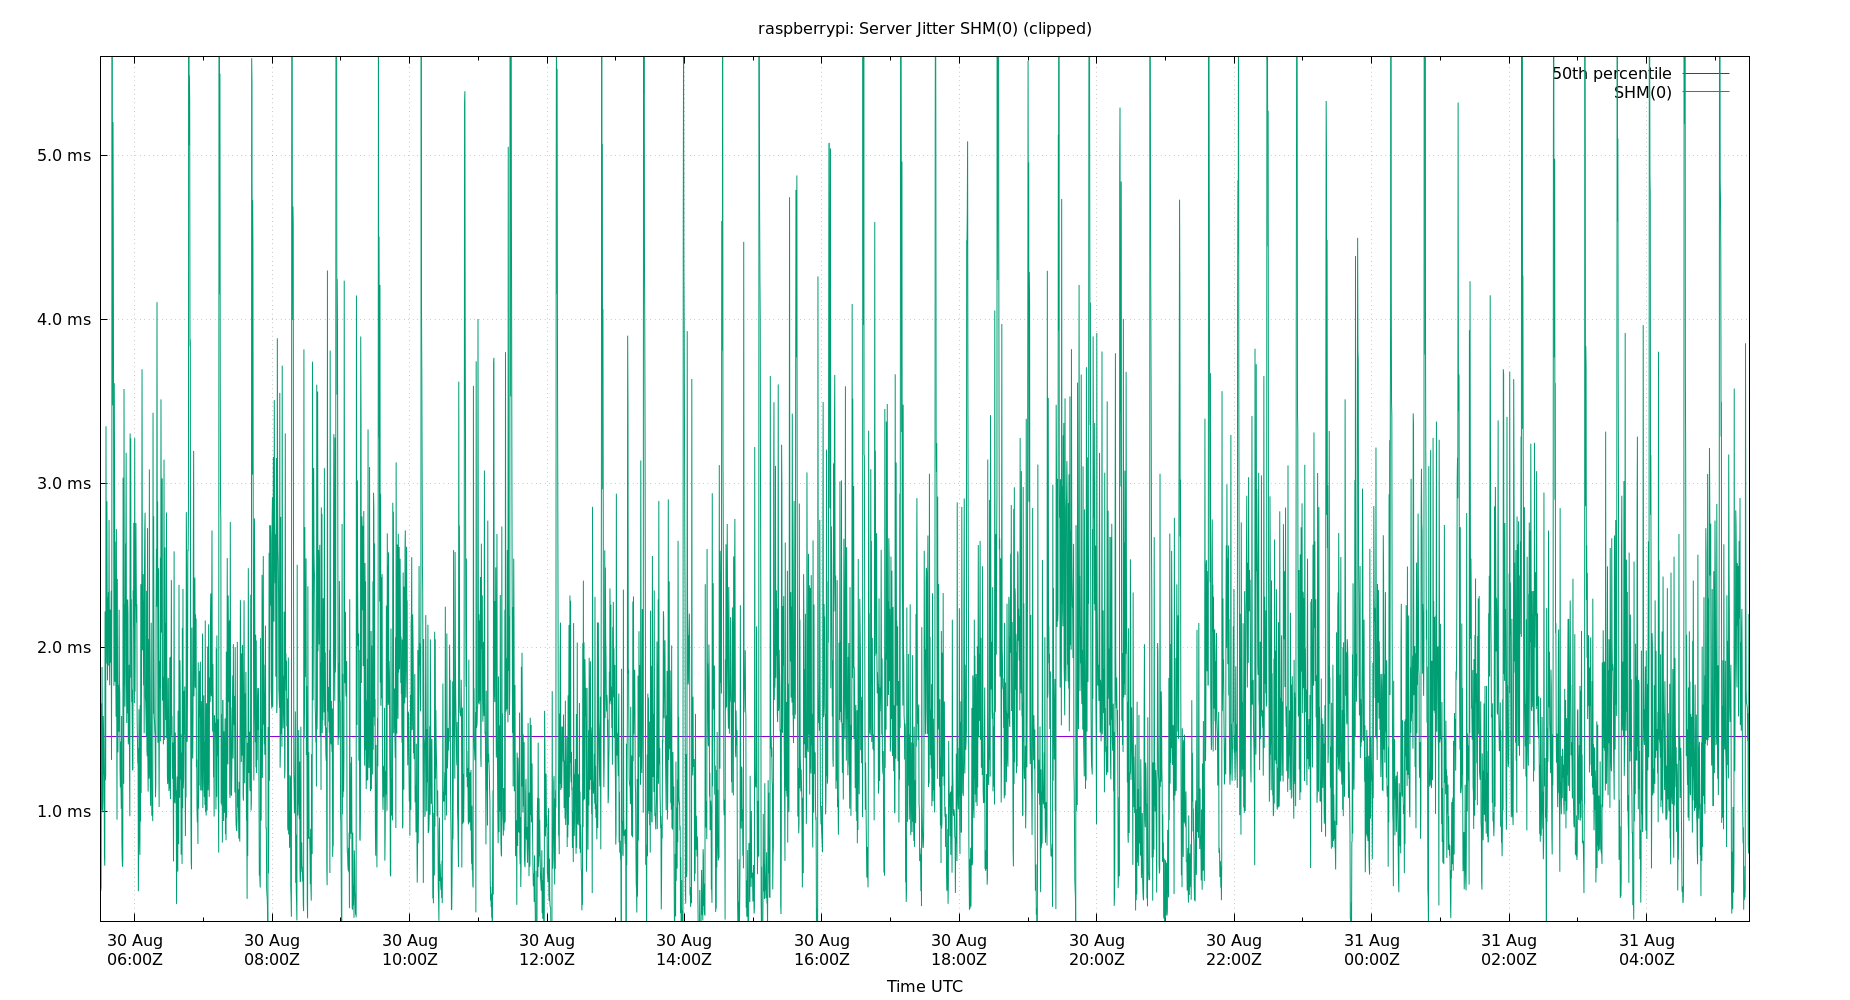 raspberrypi: Server Jitter SHM(0) (clipped)
50th percentile
SHM(0)
5.0 ms
4.0 ms
3.0 ms
2.0 ms
1.0 ms
30 Aug 30 Aug 30 Aug 30 Aug 30 Aug 30 Aug 30 Aug 30 Aug 30 Aug 31 Aug 31 Aug 31 Aug
06:00Z 08:00Z 10:00Z 12:00Z 14:00Z 16:00Z 18:00Z 20:00Z 22:00Z 00:00Z 02:00Z 04:00Z
Time UTC